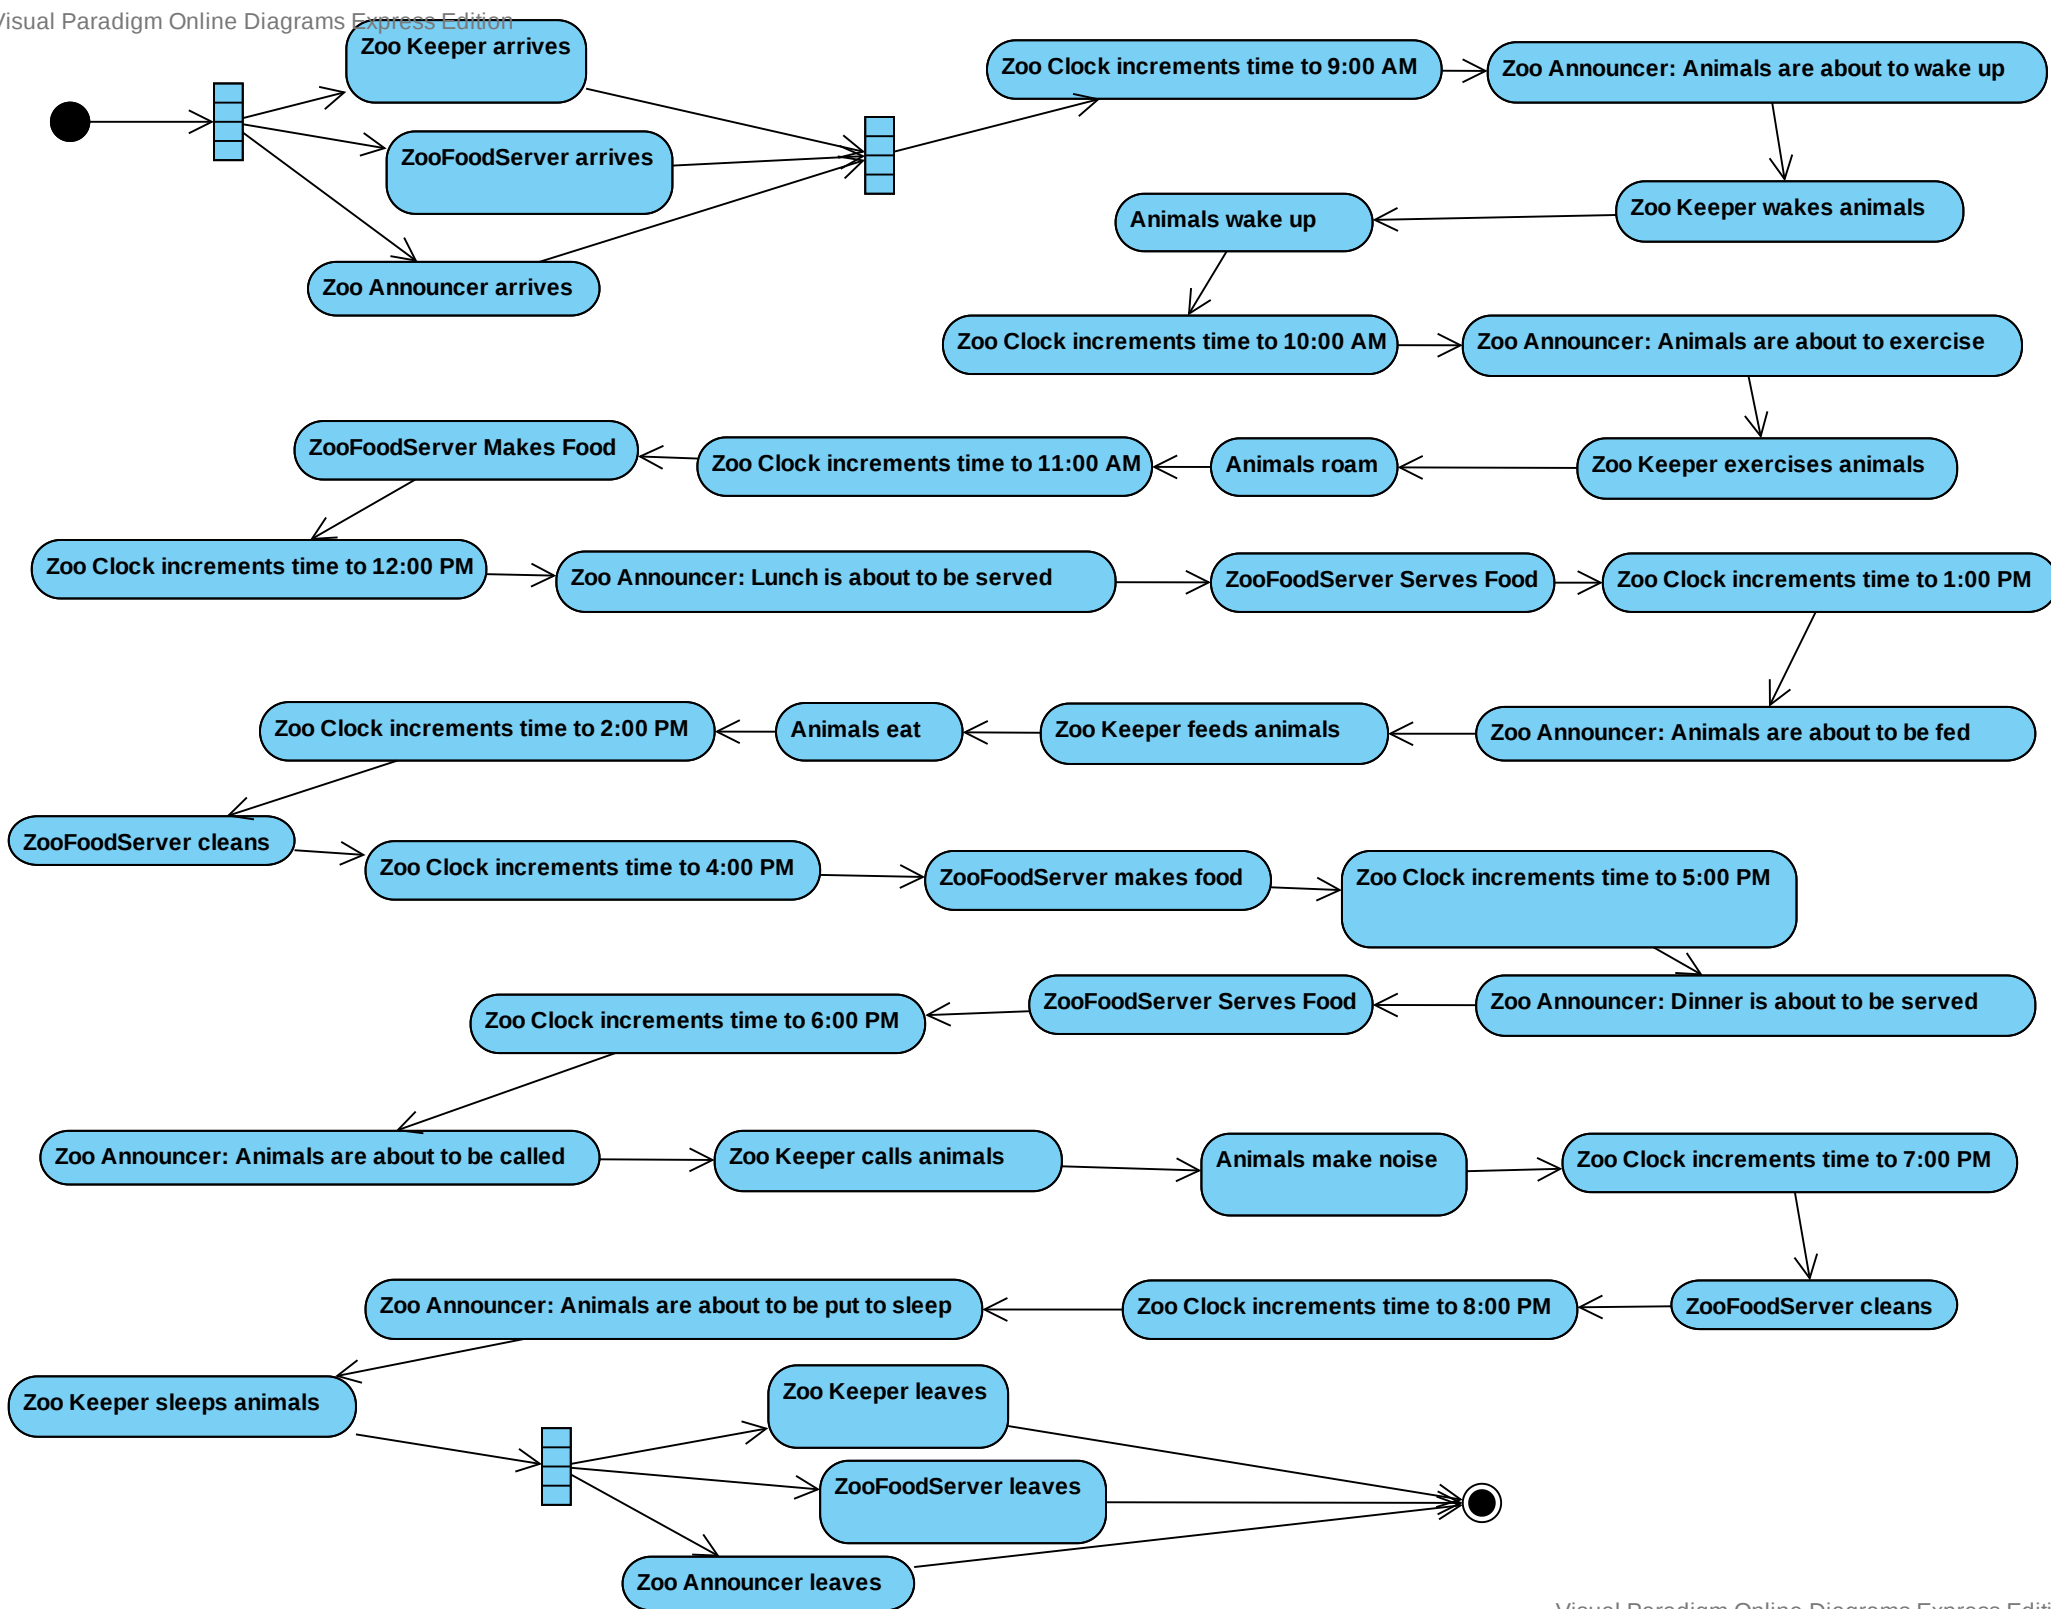 Visual Paradigm Online Diagrams Express Edition
Zoo Keeper arrives
ZooFoodServer arrives
Zoo Announcer arrives
Zoo Clock increments time to 9:00 AM
Zoo Announcer: Animals are about to wake up
Zoo Keeper wakes animals
Animals wake up
Zoo Clock increments time to 10:00 AM
Zoo Announcer: Animals are about to exercise
Zoo Keeper exercises animals
Animals roam
Zoo Clock increments time to 11:00 AM
ZooFoodServer Makes Food
Zoo Clock increments time to 12:00 PM
Zoo Announcer: Lunch is about to be served
ZooFoodServer Serves Food
Zoo Clock increments time to 1:00 PM
Zoo Announcer: Animals are about to be fed
Zoo Keeper feeds animals
Animals eat
Zoo Clock increments time to 2:00 PM
ZooFoodServer cleans
Zoo Clock increments time to 4:00 PM
ZooFoodServer makes food
Zoo Clock increments time to 5:00 PM
Zoo Announcer: Dinner is about to be served
ZooFoodServer Serves Food
Zoo Clock increments time to 6:00 PM
Zoo Announcer: Animals are about to be called
Zoo Keeper calls animals
Animals make noise
Zoo Clock increments time to 7:00 PM
ZooFoodServer cleans
Zoo Clock increments time to 8:00 PM
Zoo Announcer: Animals are about to be put to sleep
Zoo Keeper sleeps animals
Zoo Keeper leaves
ZooFoodServer leaves
Zoo Announcer leaves
Visual Paradigm Online Diagrams Express Editi